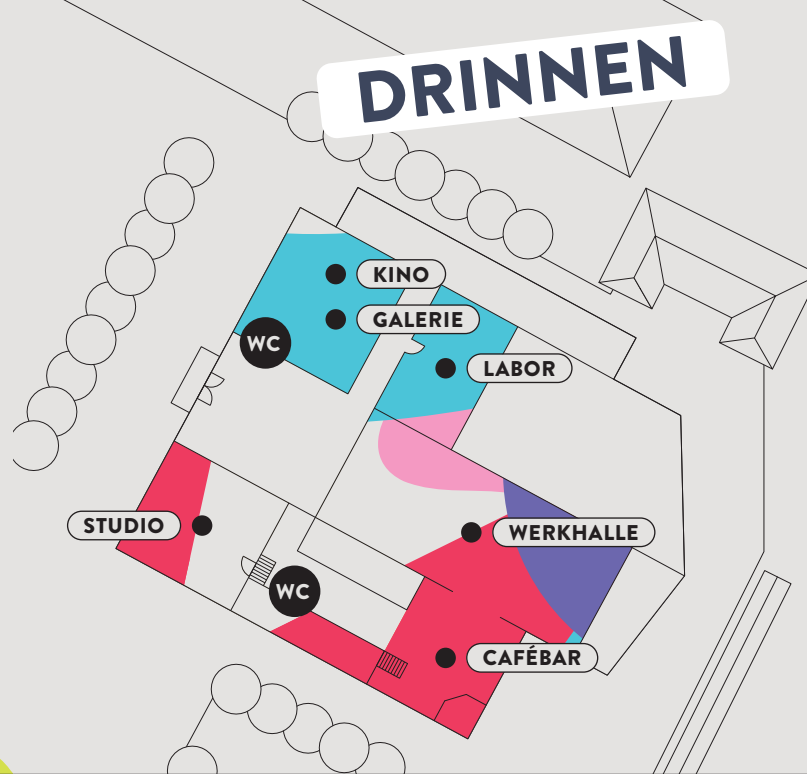 DRINNEN
KINO
GALERIE
WC
LABOR
STUDIO
WERKHALLE
WC
CAFÉBAR